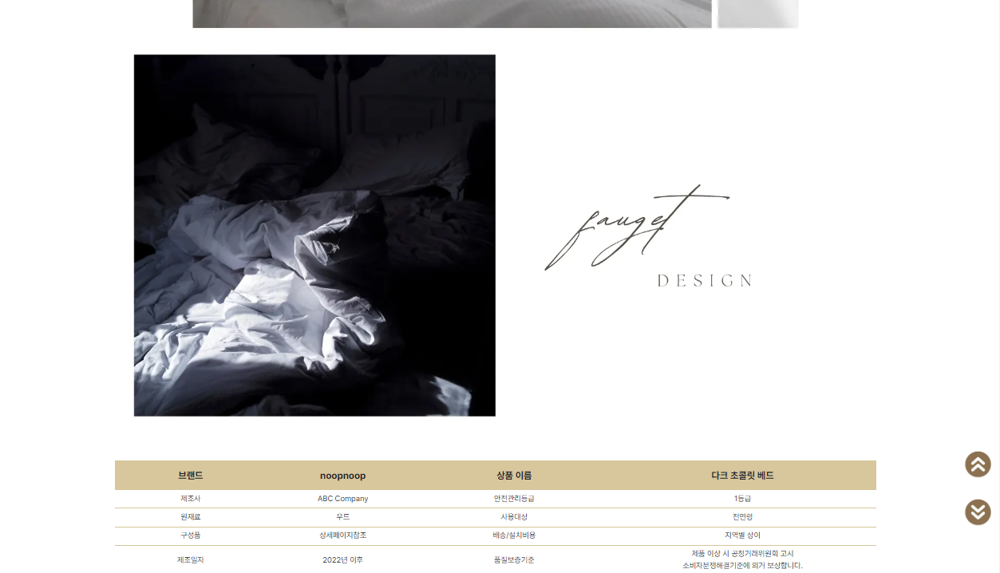 fauget
DESIGN
브랜드 noopnoop 상품 이름 다크 초콜릿 베드
제조사 ABC Company 안전관리등급 1등급
원재료 우드 사용대상 전연령
구성품 상세페이지참조 배송/설치비용 지역별 상이
제조일자 2022년 이후 품질보증기준 제품 이상 시 공정거래위원회 고시
소비자분쟁해결기준에 의거 보상합니다.